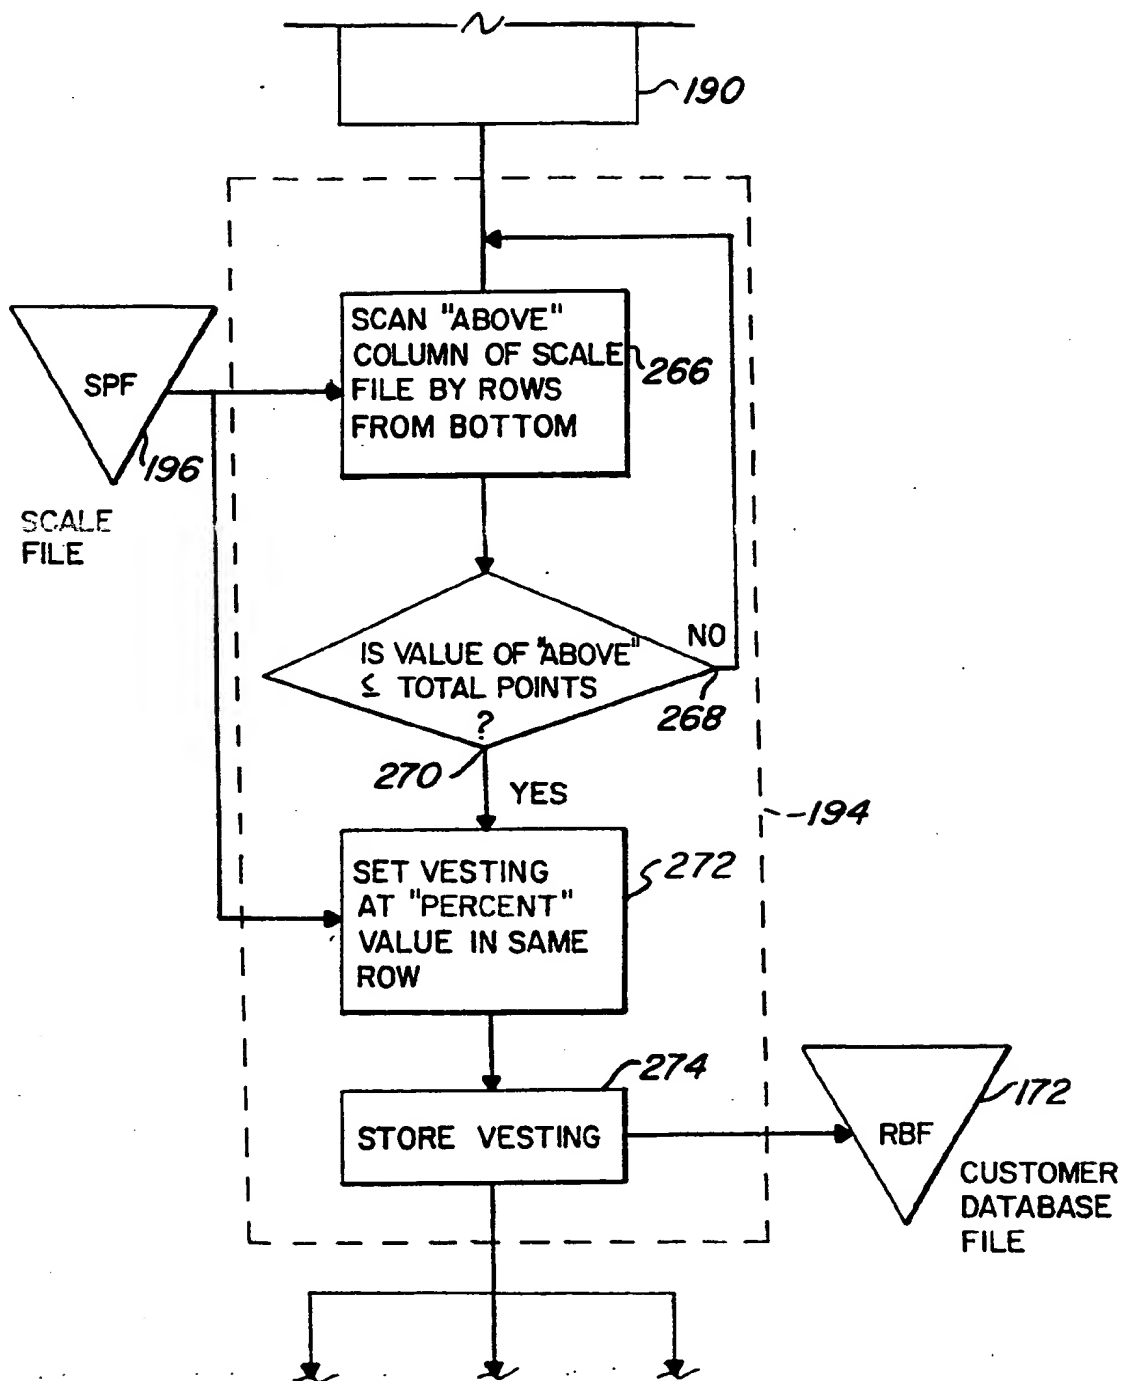 190
SCAN "ABOVE"
COLUMN OF SCALE
FILE BY ROWS
FROM BOTTOM
266
SPF
196
SCALE
FILE
IS VALUE OF "ABOVE"
≤ TOTAL POINTS
?
NO
268
270
YES
194
SET VESTING
AT "PERCENT"
VALUE IN SAME
ROW
272
274
STORE VESTING
RBF
172
CUSTOMER
DATABASE
FILE